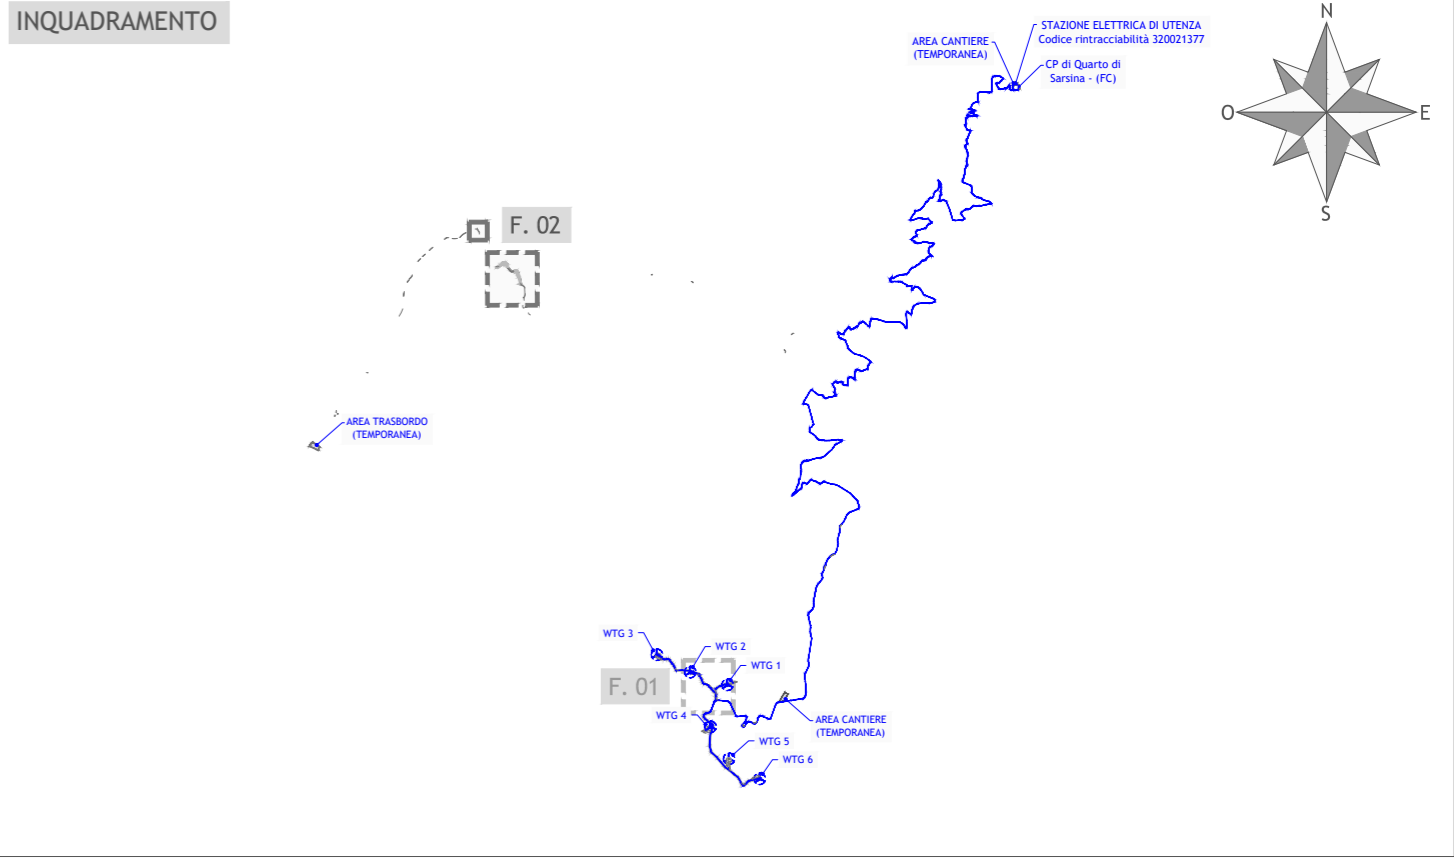 INQUADRAMENTO
STAZIONE ELETTRICA DI UTENZA
Codice rintracciabilità 320021377
AREA CANTIERE
(TEMPORANEA)
CP di Quarto di
Sarsina - (FC)
N
O
E
S
F. 02
AREA TRASBORDO
(TEMPORANEA)
WTG 3
WTG 2
WTG 1
F. 01
WTG 4
AREA CANTIERE
(TEMPORANEA)
WTG 5
WTG 6